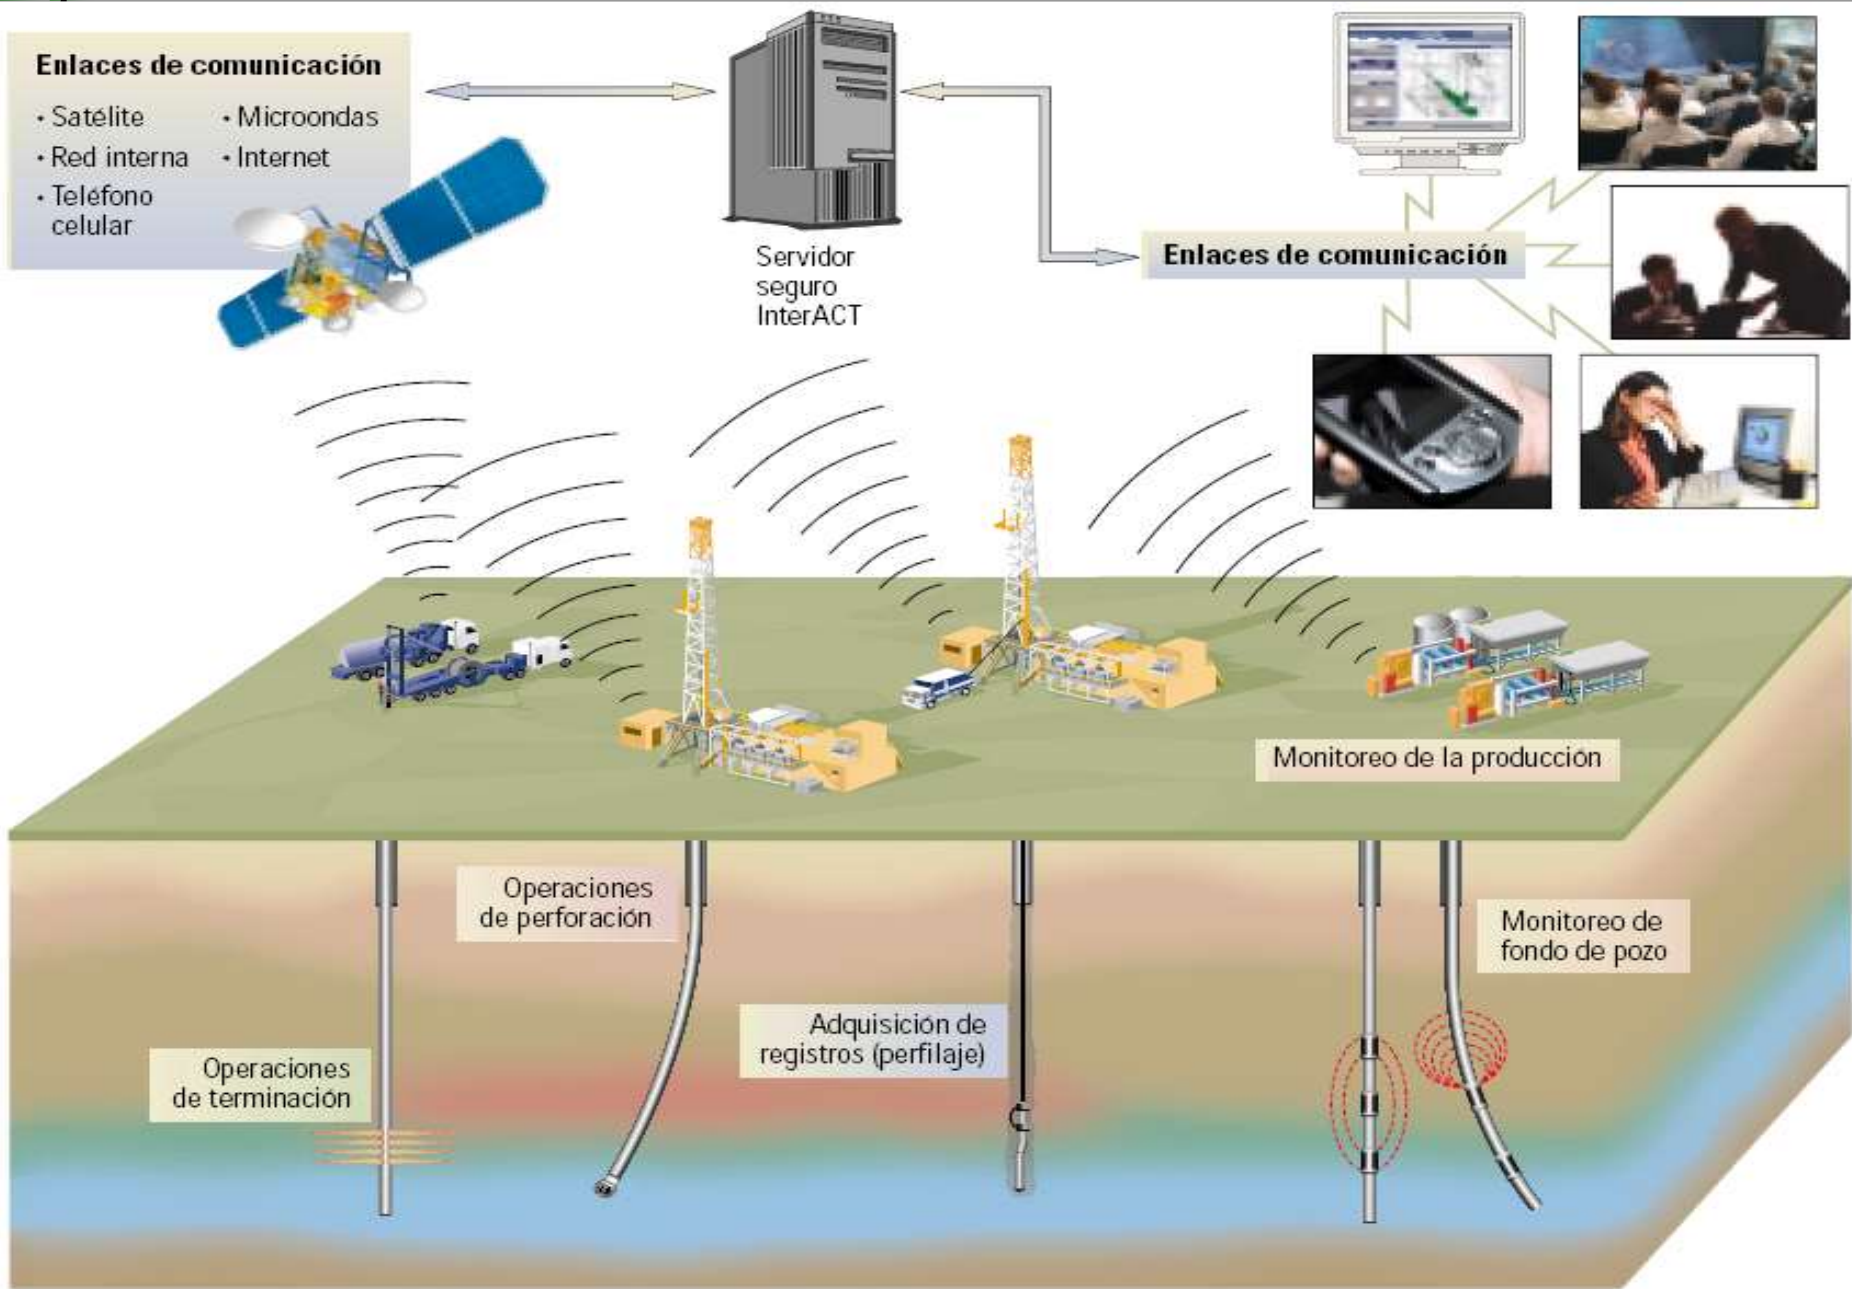 Enlaces de comunicación
• Satélite
• Microondas
• Red interna
• Internet
• Teléfono
celular
Servidor
seguro
InterACT
Enlaces de comunicación
Monitoreo de la producción
Operaciones
de perforación
Monitoreo de
fondo de pozo
Adquisición de
registros (perfilaje)
Operaciones
de terminación